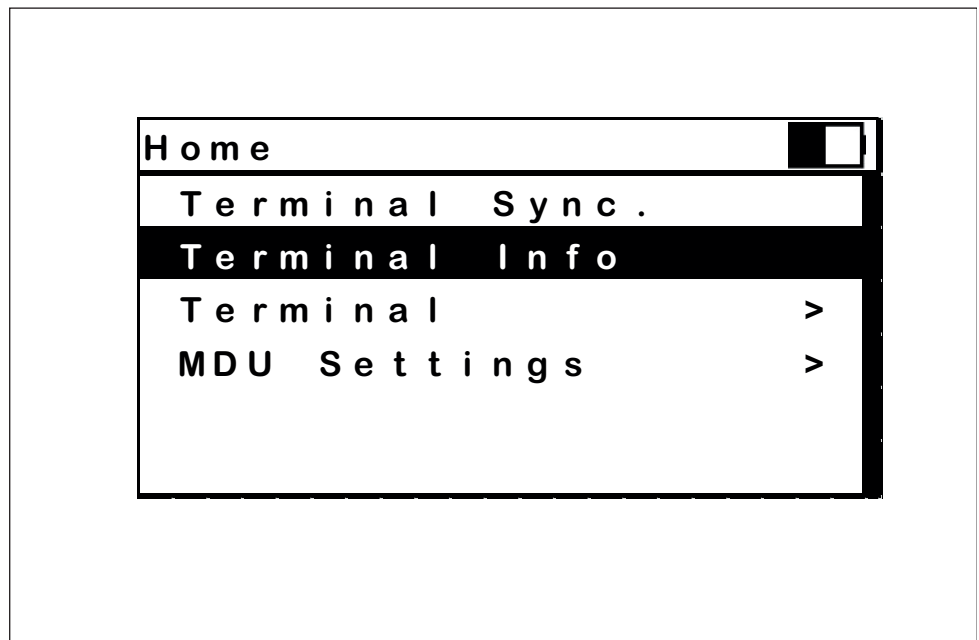 Home
Terminal Sync.
Terminal Info
Terminal >
MDU Settings >